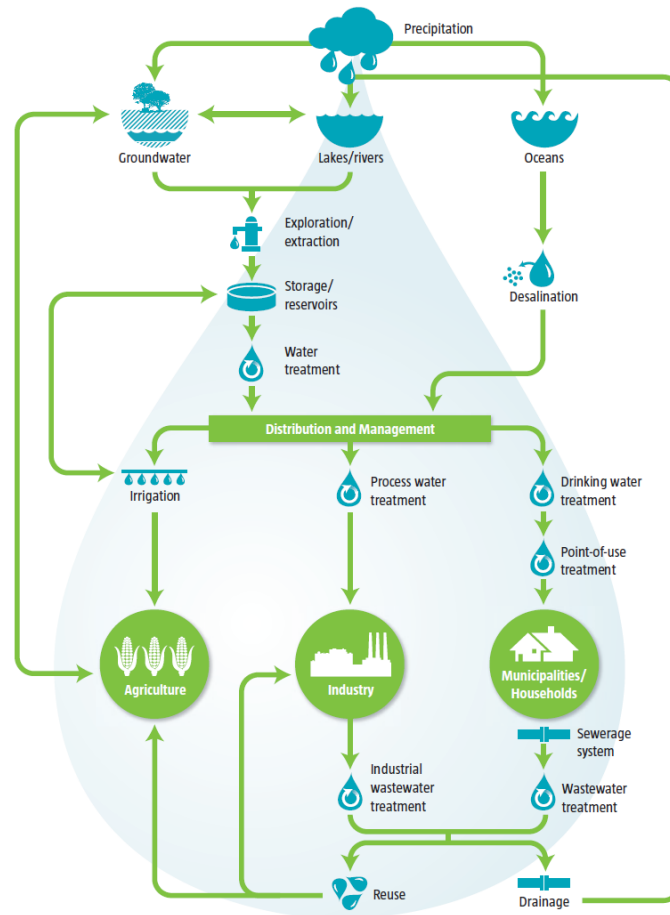 Precipitation
Groundwater
Lakes/rivers
Oceans
Exploration/
extraction
Storage/
reservoirs
Desalination
Water
treatment
Distribution and Management
Irrigation
Process water
treatment
Drinking water
treatment
Point-of-use
treatment
Agriculture
Industry
Municipalities/
Households
Sewerage
system
Industrial
wastewater
treatment
Wastewater
treatment
Reuse
Drainage